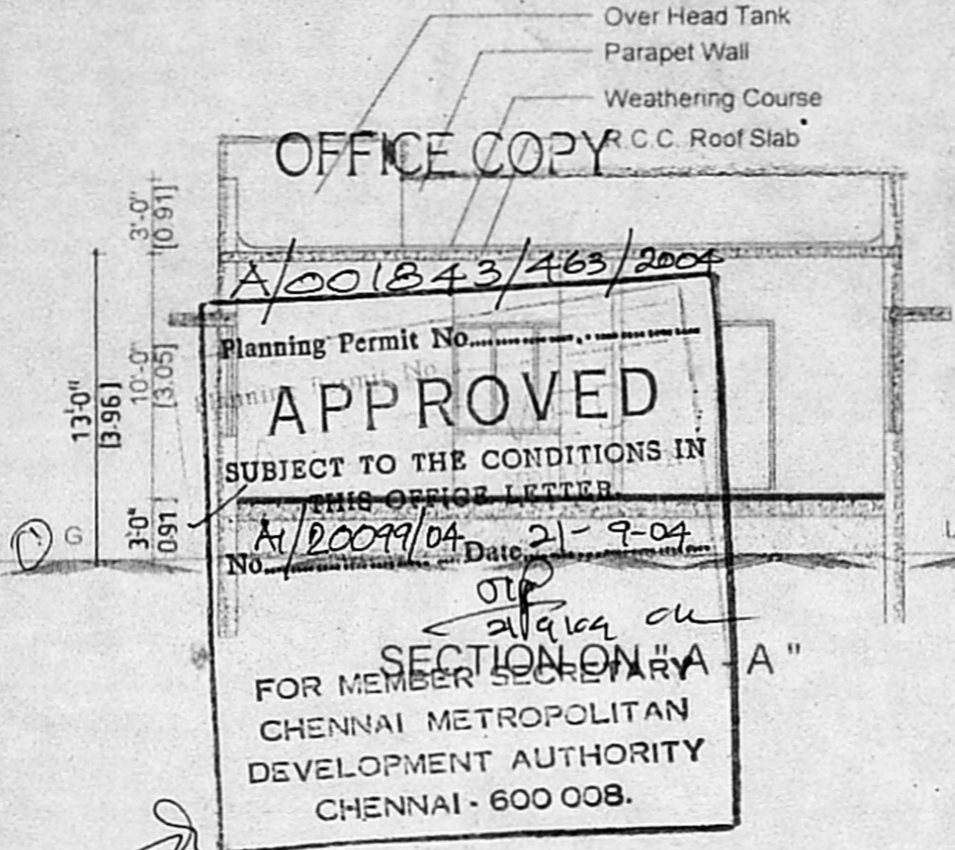 Over Head Tank
Parapet Wall
Weathering Course
R.C.C. Roof Slab
OFFICE COPY
3'-0"
[0.91]
10'-0"
[3.05]
13'-0"
[3.96]
3'-0"
0.91]
G
L
A/001843/463/2004
Planning Permit No.
APPROVED
SUBJECT TO THE CONDITIONS IN
THIS OFFICE LETTER.
No. A1/20099/04 Date 21-9-04
SECTION ON "A - A"
FOR MEMBER SECRETARY
CHENNAI METROPOLITAN
DEVELOPMENT AUTHORITY
CHENNAI - 600 008.